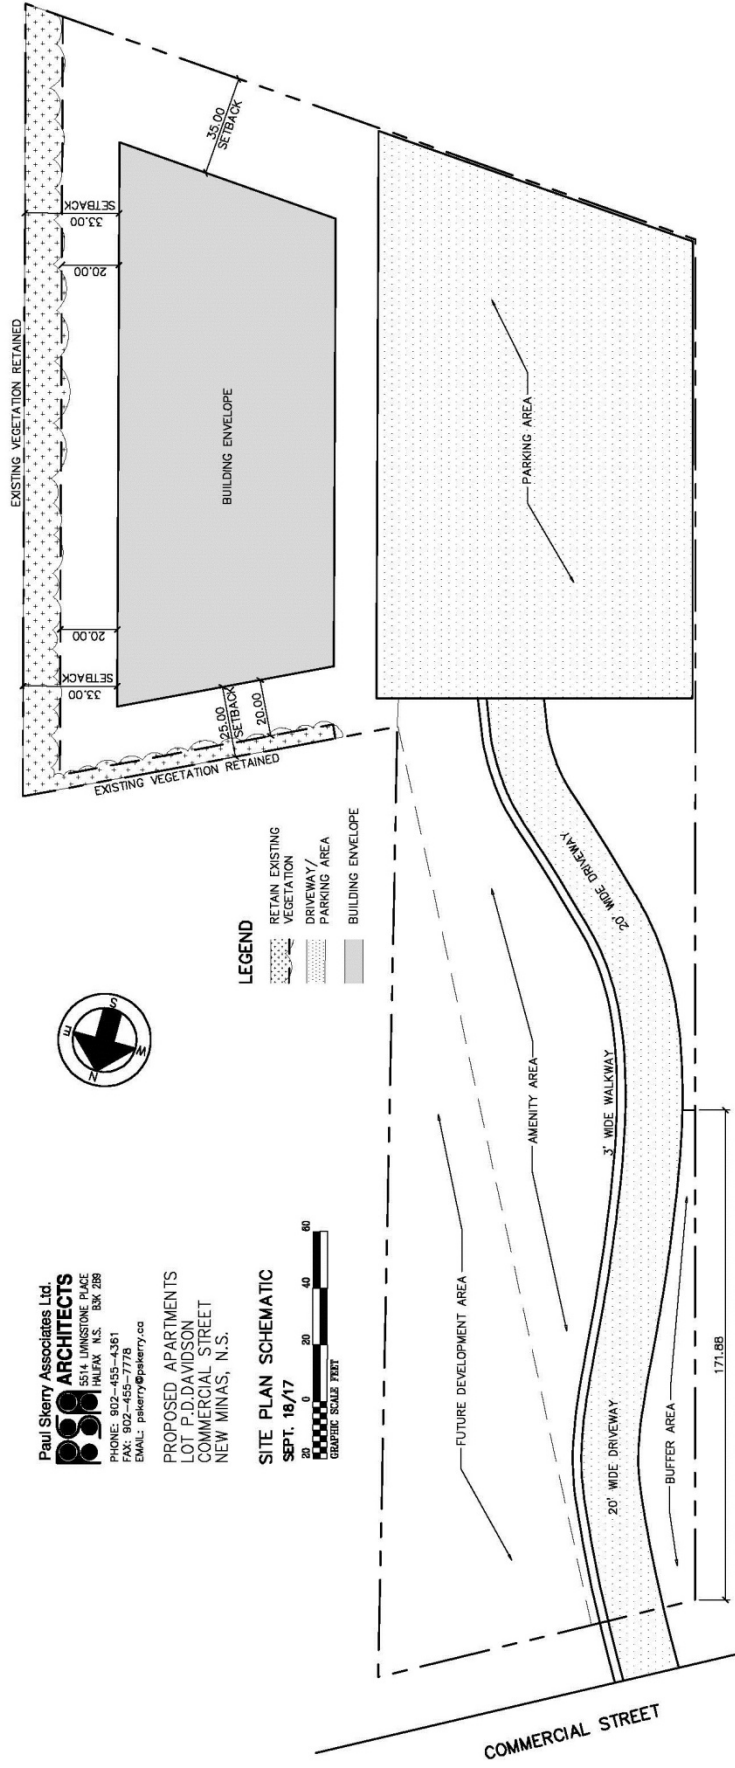 Paul Skerry Associates Ltd.
PSA ARCHITECTS
5514 LIVINGSTONE PLACE
HALIFAX N.S. B3K 2B9
PHONE: 902-455-4361
FAX: 902-455-7778
EMAIL: pskerry@pskerry.ca
PROPOSED APARTMENTS
LOT P.D.DAVIDSON
COMMERCIAL STREET
NEW MINAS, N.S.
SITE PLAN SCHEMATIC
SEPT. 18/17
20 0 20 40 60
GRAPHIC SCALE FEET
N
E
S
W
LEGEND
RETAIN EXISTING
VEGETATION
DRIVEWAY/
PARKING AREA
BUILDING ENVELOPE
EXISTING VEGETATION RETAINED
EXISTING VEGETATION RETAINED
33.00
SETBACK
20.00
20.00
33.00
SETBACK
25.00
SETBACK
20.00
35.00
SETBACK
BUILDING ENVELOPE
PARKING AREA
FUTURE DEVELOPMENT AREA
AMENITY AREA
3' WIDE WALKWAY
20' WIDE DRIVEWAY
20' WIDE DRIVEWAY
BUFFER AREA
171.88
COMMERCIAL STREET